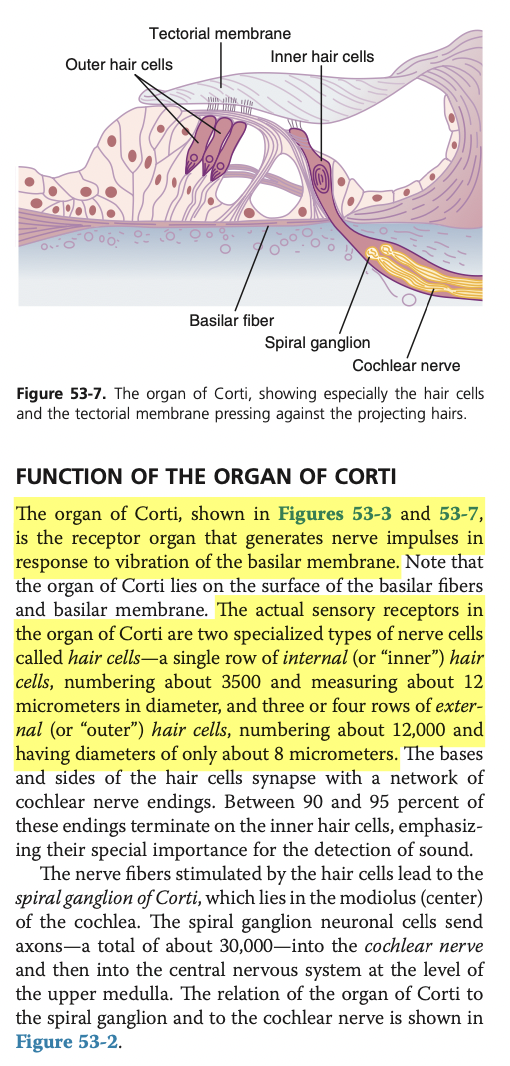 Tectorial membrane
Outer hair cells
Inner hair cells
Basilar fiber
Spiral ganglion
Cochlear nerve
Figure 53-7. The organ of Corti, showing especially the hair cells
and the tectorial membrane pressing against the projecting hairs.
FUNCTION OF THE ORGAN OF CORTI
The organ of Corti, shown in Figures 53-3 and 53-7,
is the receptor organ that generates nerve impulses in
response to vibration of the basilar membrane. Note that
the organ of Corti lies on the surface of the basilar fibers
and basilar membrane. The actual sensory receptors in
the organ of Corti are two specialized types of nerve cells
called hair cells—a single row of internal (or “inner”) hair
cells, numbering about 3500 and measuring about 12
micrometers in diameter, and three or four rows of exter-
nal (or “outer”) hair cells, numbering about 12,000 and
having diameters of only about 8 micrometers. The bases
and sides of the hair cells synapse with a network of
cochlear nerve endings. Between 90 and 95 percent of
these endings terminate on the inner hair cells, emphasiz-
ing their special importance for the detection of sound.
The nerve fibers stimulated by the hair cells lead to the
spiral ganglion of Corti, which lies in the modiolus (center)
of the cochlea. The spiral ganglion neuronal cells send
axons—a total of about 30,000—into the cochlear nerve
and then into the central nervous system at the level of
the upper medulla. The relation of the organ of Corti to
the spiral ganglion and to the cochlear nerve is shown in
Figure 53-2.